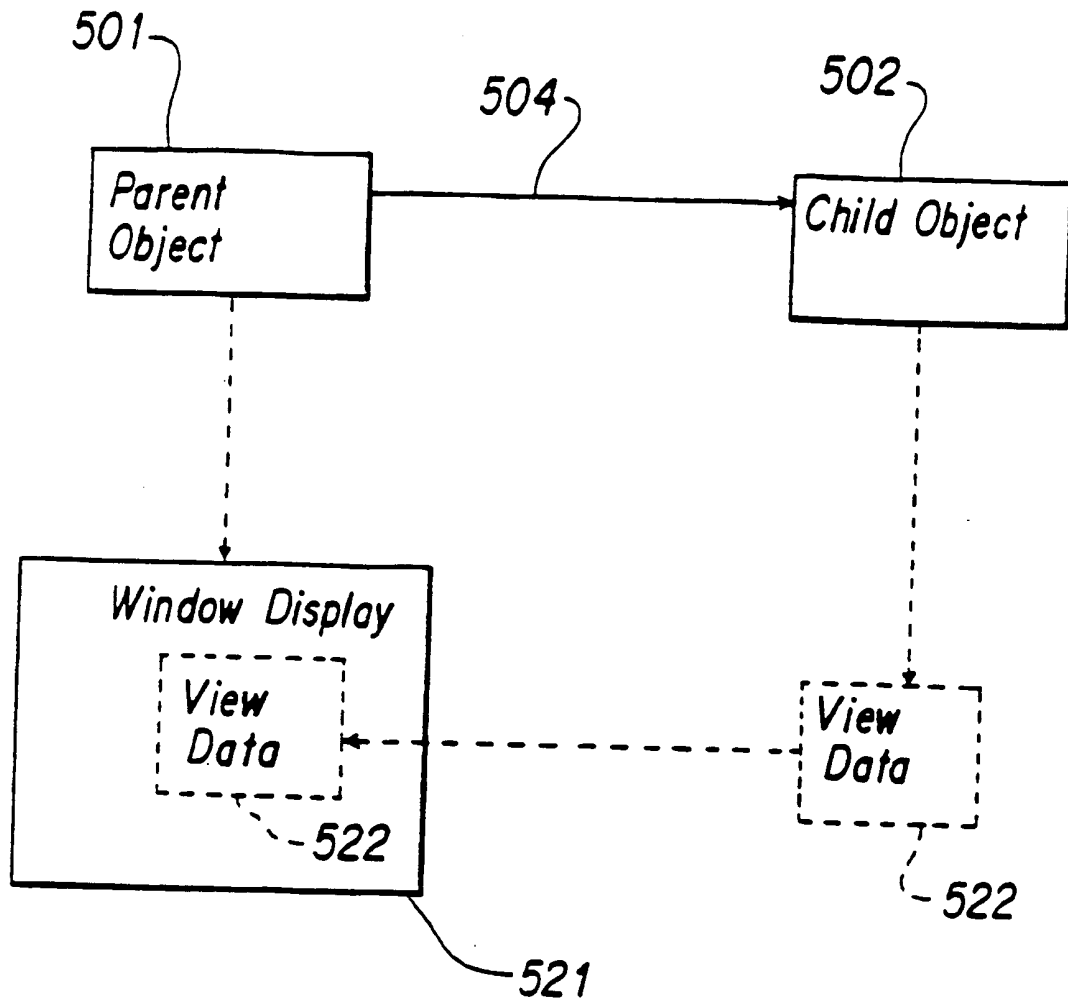 501
504
502
Parent
Object
Child Object
Window Display
View
Data
View
Data
522
522
521